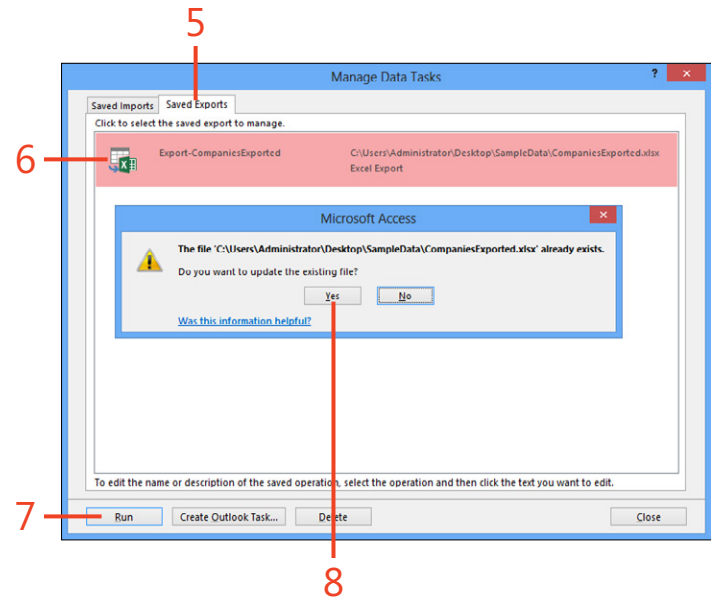 5
Manage Data Tasks
?
Saved Imports Saved Exports
Click to select the saved export to manage.
6
Export-CompaniesExported C:\Users\Administrator\Desktop\SampleData\CompaniesExported.xlsx
Excel Export
Microsoft Access
The file 'C:\Users\Administrator\Desktop\SampleData\CompaniesExported.xlsx' already exists.
Do you want to update the existing file?
Yes No
Was this information helpful?
To edit the name or description of the saved operation, select the operation and then click the text you want to edit.
7
Run Create Outlook Task... Delete Close
8